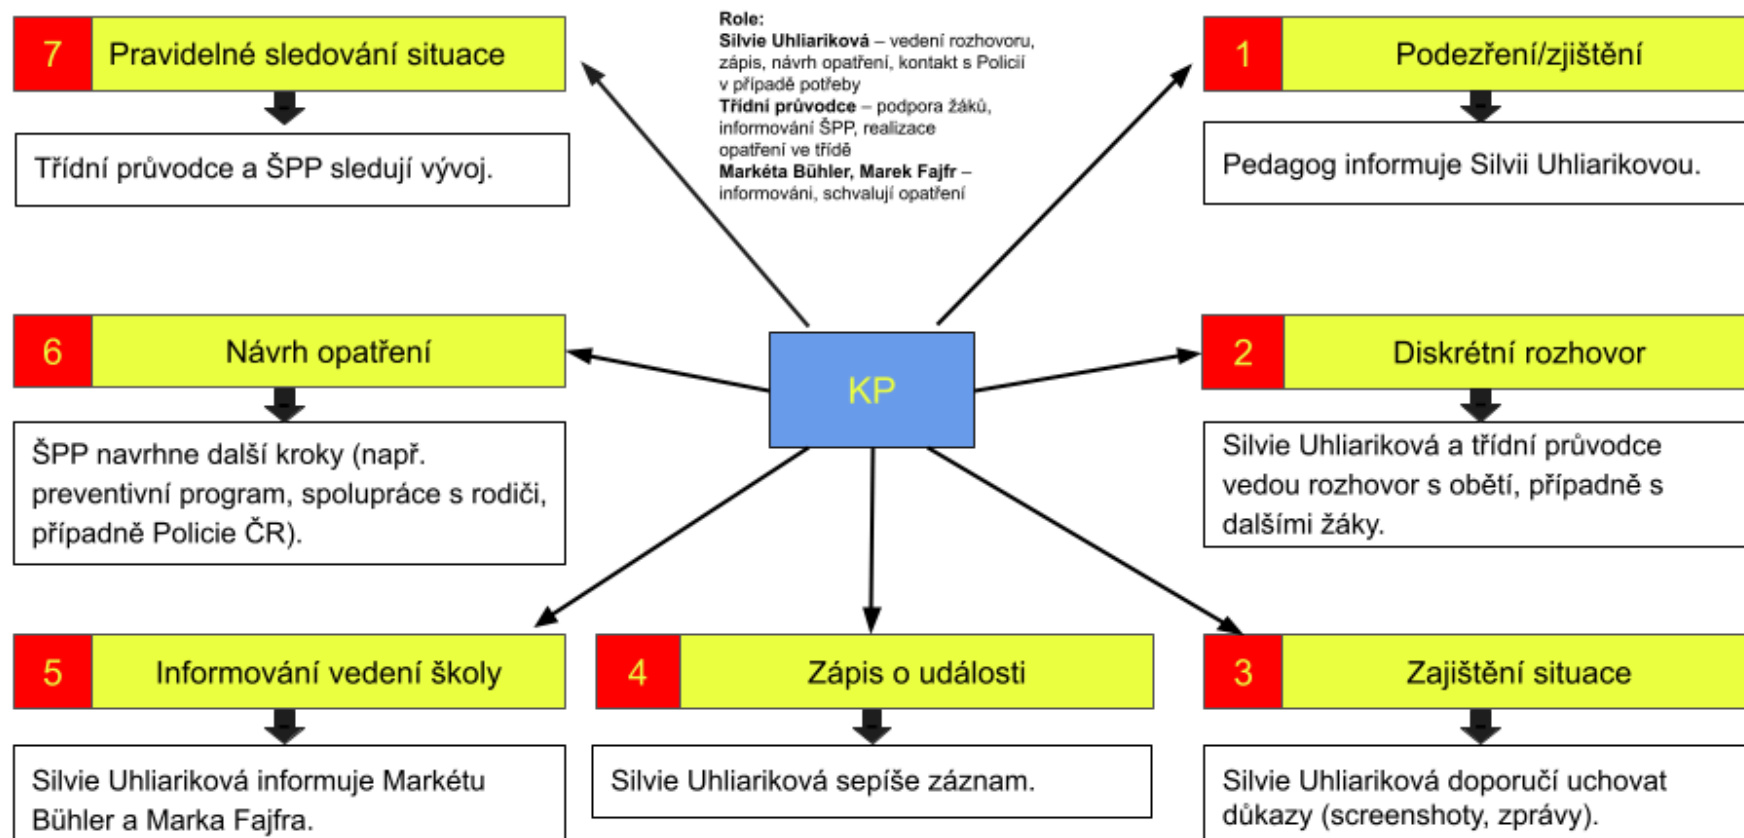 Role:
Silvie Uhliariková – vedení rozhovoru,
zápis, návrh opatření, kontakt s Policií
v případě potřeby
Třídní průvodce – podpora žáků,
informování ŠPP, realizace
opatření ve třídě
Markéta Bühler, Marek Fajfr –
informováni, schvalují opatření
KP
1 Podezření/zjištění
Pedagog informuje Silvii Uhliarikovou.
2 Diskrétní rozhovor
Silvie Uhliariková a třídní průvodce
vedou rozhovor s obětí, případně s
dalšími žáky.
3 Zajištění situace
Silvie Uhliariková doporučí uchovat
důkazy (screenshoty, zprávy).
4 Zápis o události
Silvie Uhliariková sepíše záznam.
5 Informování vedení školy
Silvie Uhliariková informuje Markétu
Bühler a Marka Fajfra.
6 Návrh opatření
ŠPP navrhne další kroky (např.
preventivní program, spolupráce s rodiči,
případně Policie ČR).
7 Pravidelné sledování situace
Třídní průvodce a ŠPP sledují vývoj.